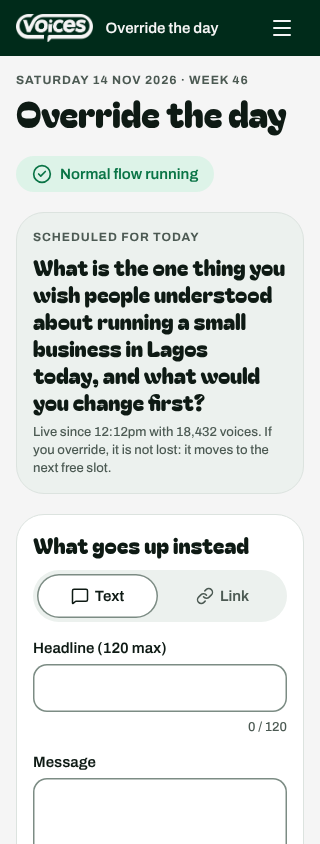 Voices
Override the day
SATURDAY 14 NOV 2026 · WEEK 46
Override the day
Normal flow running
SCHEDULED FOR TODAY
What is the one thing you
wish people understood
about running a small
business in Lagos
today, and what would
you change first?
Live since 12:12pm with 18,432 voices. If
you override, it is not lost: it moves to the
next free slot.
What goes up instead
Text
Link
Headline (120 max)
0 / 120
Message